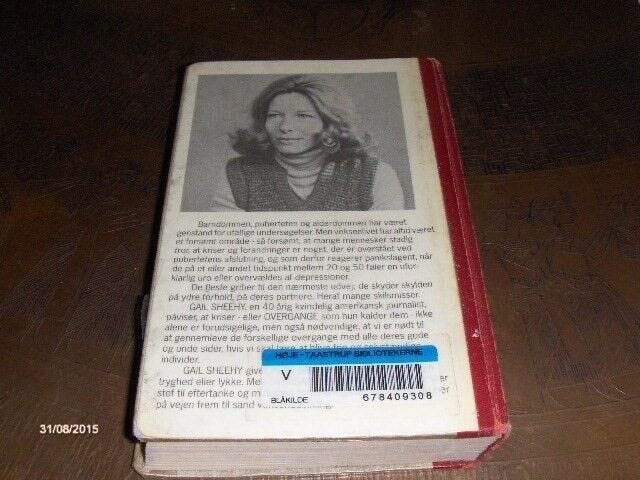 Barndommen, puberteten og alderdommen har været
genstand for utallige undersøgelser. Men voksenlivet har altid været
et forsømt område - så forsømt, at mange mennesker stadig
tror, at kriser og forandringer er noget, der er overstået ved
pubertetens afslutning, og som derfor reagerer panikslagent, når
de på et eller andet tidspunkt mellem 20 og 50 føler en ufor-
klarlig uro eller overvældes af depressioner.
De fleste griber til den nærmeste udvej: de skyder skylden
på ydre forhold, på deres partnere. Heraf mange skilsmisser.
GAIL SHEEHY, en 40 årig kvindelig amerikansk journalist,
påviser, at kriser - eller OVERGANGE som hun kalder dem - ikke
alene er forudsigelige, men også nødvendige, at vi er nødt til
at gennemleve de forskellige overgange med alle deres gode
og onde sider, hvis vi skal
individer.
GAIL SHEEHY give
tryghed eller lykke. Me
stof til eftertanke og m
på vejen frem til sand
HØJE-TAASTRUP BIBLIOTEKERNE
V
BLÅKILDE
678409308
31/08/2015